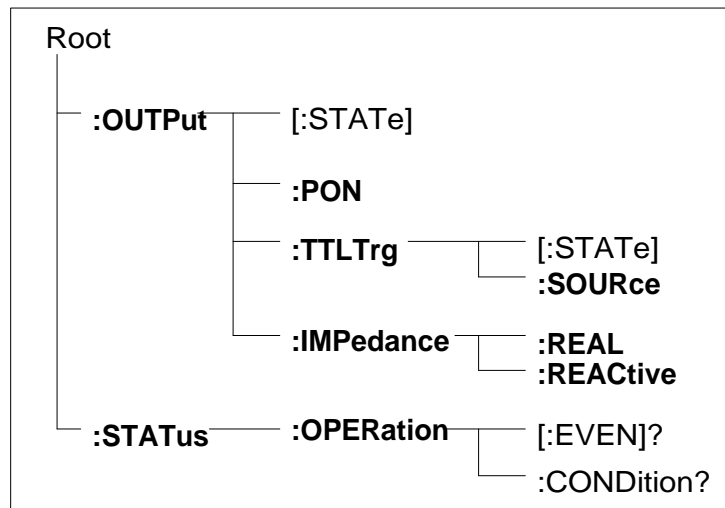 Root
:OUTPut [:STATe]
:PON
:TTLTrg [:STATe]
:SOURce
:IMPedance :REAL
:REACtive
:STATus :OPERation [:EVEN]?
:CONDition?